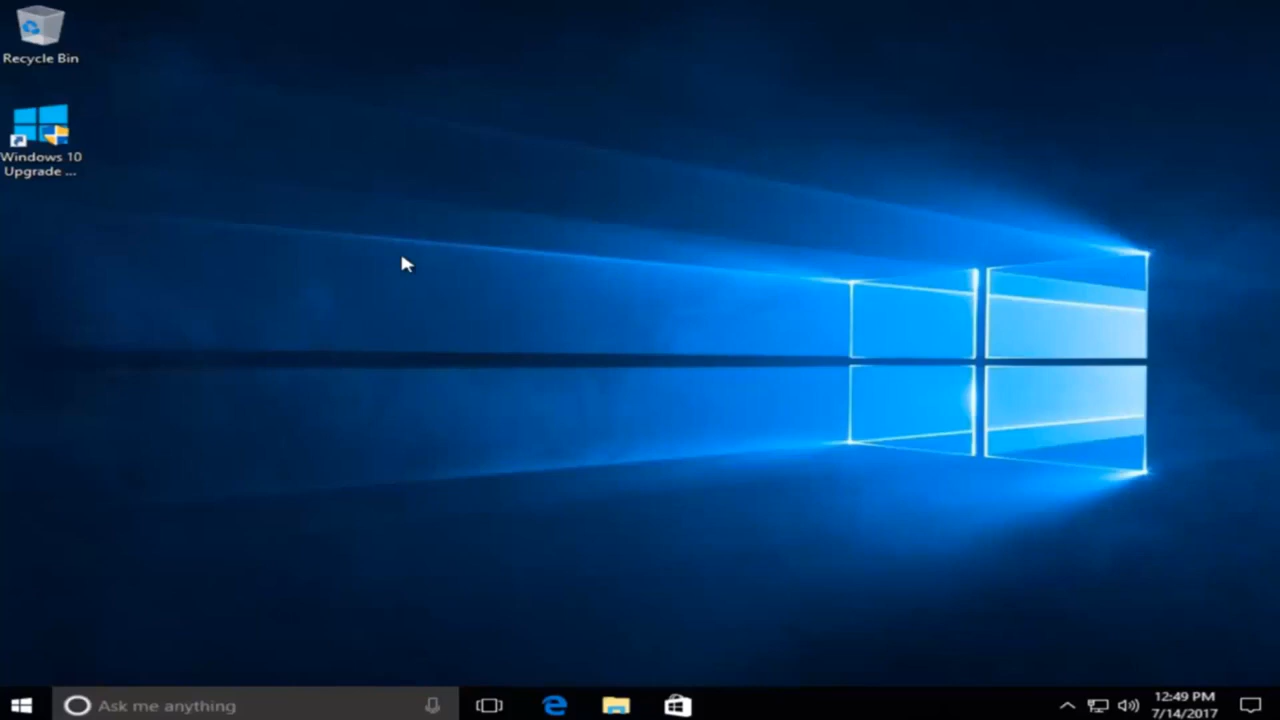 Recycle Bin
Windows 10
Upgrade ...
Ask me anything
12:49 PM
7/14/2017